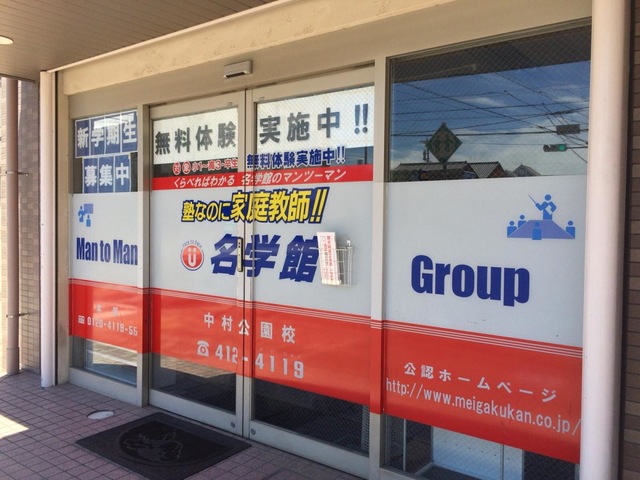 新学期生
募集中
Man to Man
0120-4119-55
無料体験 実施中!!
無料体験実施中!!
くらべればわかる 名学館のマンツーマン
塾なのに家庭教師!!
名学館
中村公園校
☎412-4119
Group
公認ホームページ
http://www.meigakukan.co.jp/